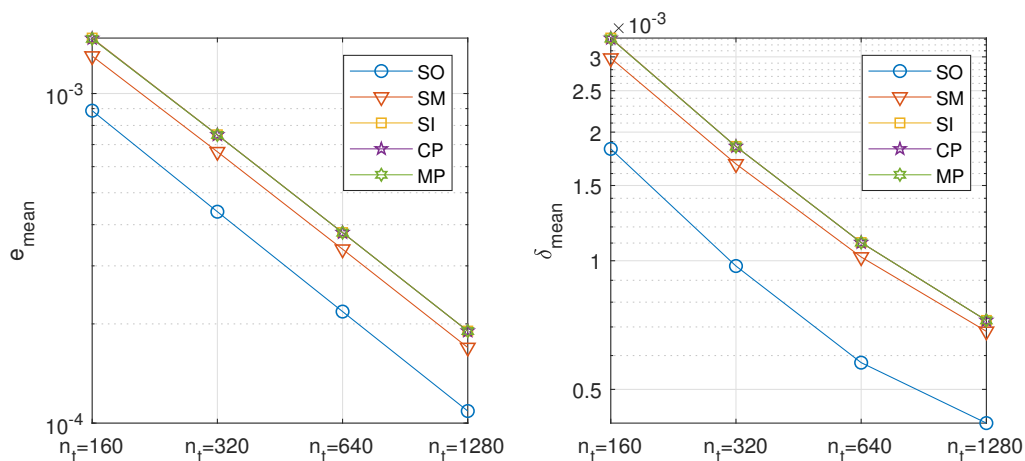 10^-3
10^-4
e_mean
n_t=160
n_t=320
n_t=640
n_t=1280
SO
SM
SI
CP
MP
× 10^-3
3
2.5
2
1.5
1
0.5
δ_mean
n_t=160
n_t=320
n_t=640
n_t=1280
SO
SM
SI
CP
MP